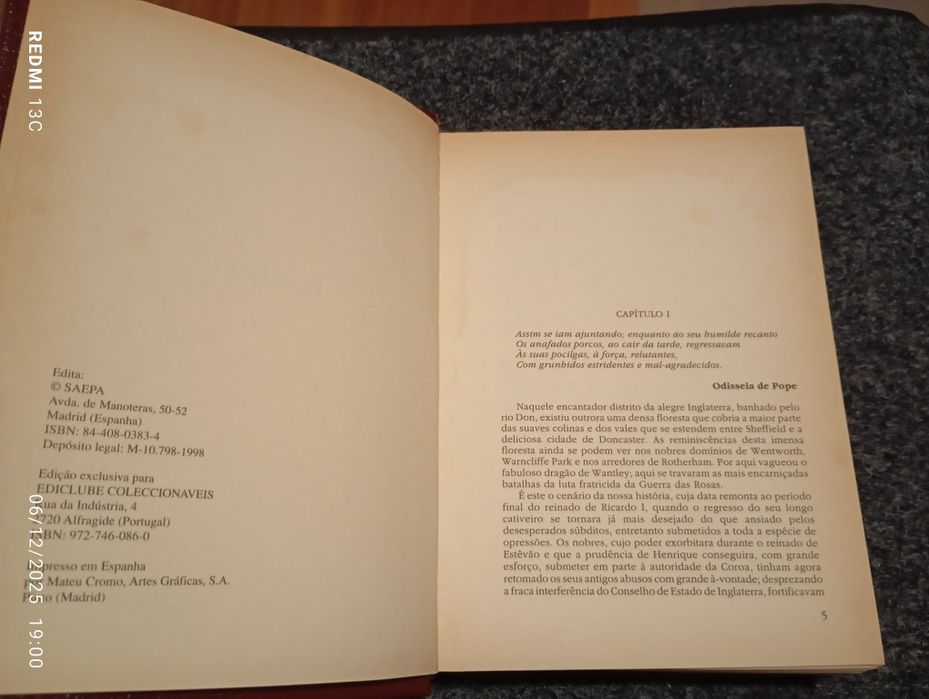 REDMI 13C
06/12/2025 19:00
Edita:
© SAEPA
Avda. de Manoteras, 50-52
Madrid (Espanha)
ISBN: 84-408-0383-4
Depósito legal: M-10.798-1998
Edição exclusiva para
EDICLUBE COLECCIONAVEIS
Rua da Indústria, 4
2720 Alfragide (Portugal)
ISBN: 972-746-086-0
Impresso em Espanha
por Mateu Cromo, Artes Gráficas, S.A.
(Madrid)
CAPÍTULO I
Assim se iam ajuntando; enquanto ao seu humilde recanto
Os anafados porcos, ao cair da tarde, regressavam
Às suas pocilgas, à força, relutantes,
Com grunhidos estridentes e mal-agradecidos.
Odisseia de Pope
Naquele encantador distrito da alegre Inglaterra, banhado pelo
rio Don, existiu outrora uma densa floresta que cobria a maior parte
das suaves colinas e dos vales que se estendem entre Sheffield e a
deliciosa cidade de Doncaster. As reminiscências desta imensa
floresta ainda se podem ver nos nobres domínios de Wentworth,
Warncliffe Park e nos arredores de Rotherham. Por aqui vagueou o
fabuloso dragão de Wantley; aqui se travaram as mais encarniçadas
batalhas da luta fratricida da Guerra das Rosas.
É este o cenário da nossa história, cuja data remonta ao período
final do reinado de Ricardo I, quando o regresso do seu longo
cativeiro se tornara já mais desejado do que ansiado pelos
desesperados súbditos, entretanto submetidos a toda a espécie de
opressões. Os nobres, cujo poder exorbitara durante o reinado de
Estêvão e que a prudência de Henrique conseguira, com grande
esforço, submeter em parte à autoridade da Coroa, tinham agora
retomado os seus antigos abusos com grande à-vontade; desprezando
a fraca interferência do Conselho de Estado de Inglaterra, fortificavam
5